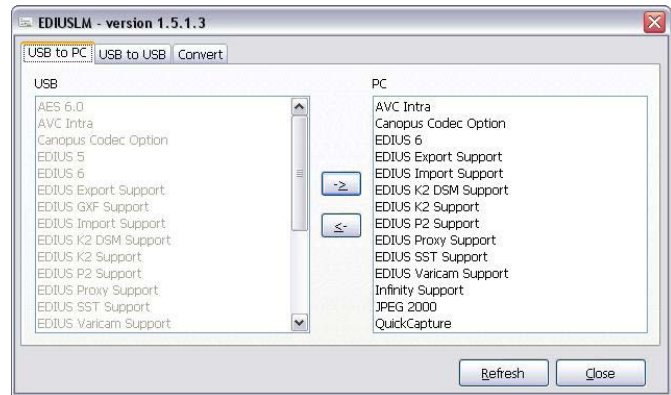 EDIUSLM - version 1.5.1.3
USB to PC USB to USB Convert
USB
AES 6.0
AVC Intra
Canopus Codec Option
EDIUS 5
EDIUS 6
EDIUS Export Support
EDIUS GXF Support
EDIUS Import Support
EDIUS K2 DSM Support
EDIUS K2 Support
EDIUS P2 Support
EDIUS Proxy Support
EDIUS SST Support
EDIUS Varicam Support
->
<-
PC
AVC Intra
Canopus Codec Option
EDIUS 6
EDIUS Export Support
EDIUS Import Support
EDIUS K2 DSM Support
EDIUS K2 Support
EDIUS P2 Support
EDIUS Proxy Support
EDIUS SST Support
EDIUS Varicam Support
Infinity Support
JPEG 2000
QuickCapture
Refresh Close